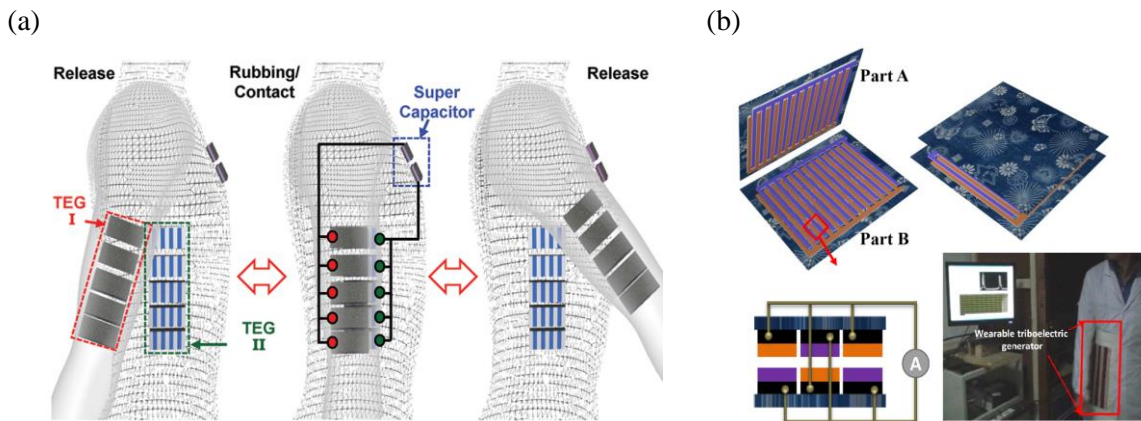 (a)
(b)
Release
Rubbing/
Contact
Release
Super
Capacitor
TEG
I
TEG
II
Part A
Part B
A
Wearable triboelectric
generator